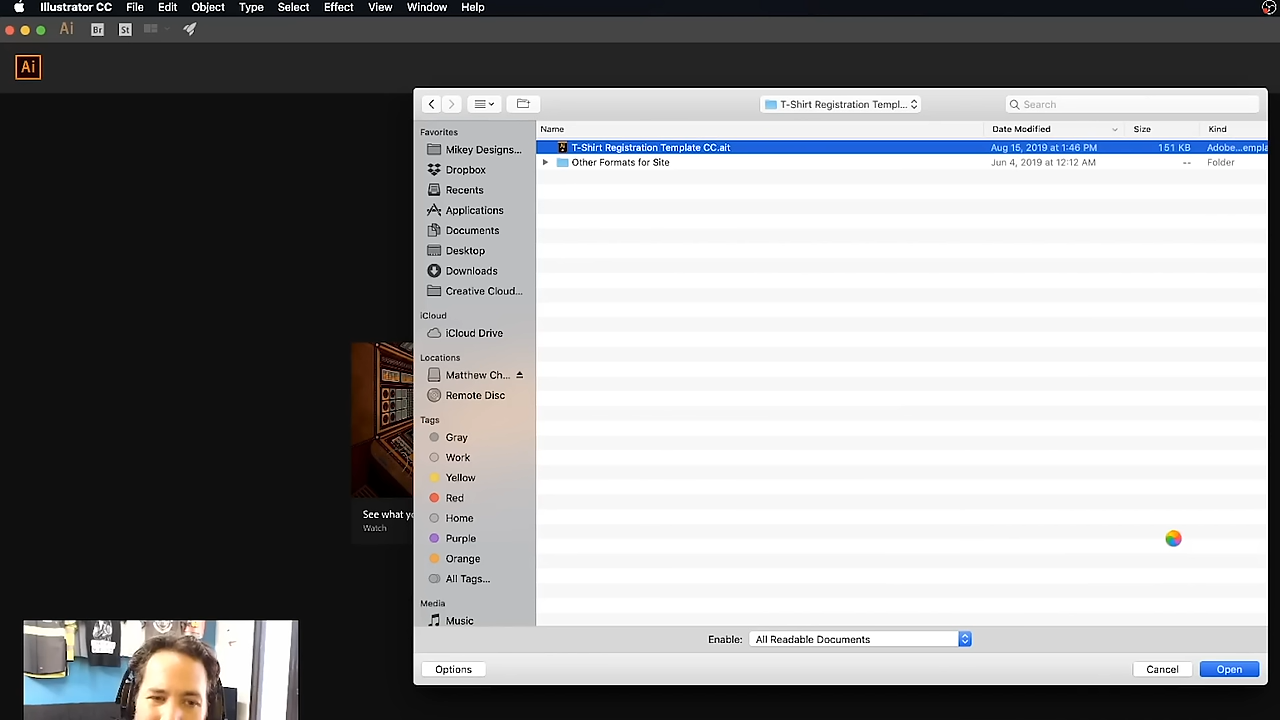 Illustrator CC File Edit Object Type Select Effect View Window Help
Ai Br St
Ai
T-Shirt Registration Templ... Search
Favorites
Mikey Designs...
Dropbox
Recents
Applications
Documents
Desktop
Downloads
Creative Cloud...
iCloud
iCloud Drive
Locations
Matthew Ch...
Remote Disc
Tags
Gray
Work
Yellow
Red
Home
Purple
Orange
All Tags...
Media
Music
Name Date Modified Size Kind
T-Shirt Registration Template CC.ait Aug 15, 2019 at 1:46 PM 151 KB Adobe...empla
Other Formats for Site Jun 4, 2019 at 12:12 AM -- Folder
See what yo
Watch
Enable: All Readable Documents
Options Cancel Open